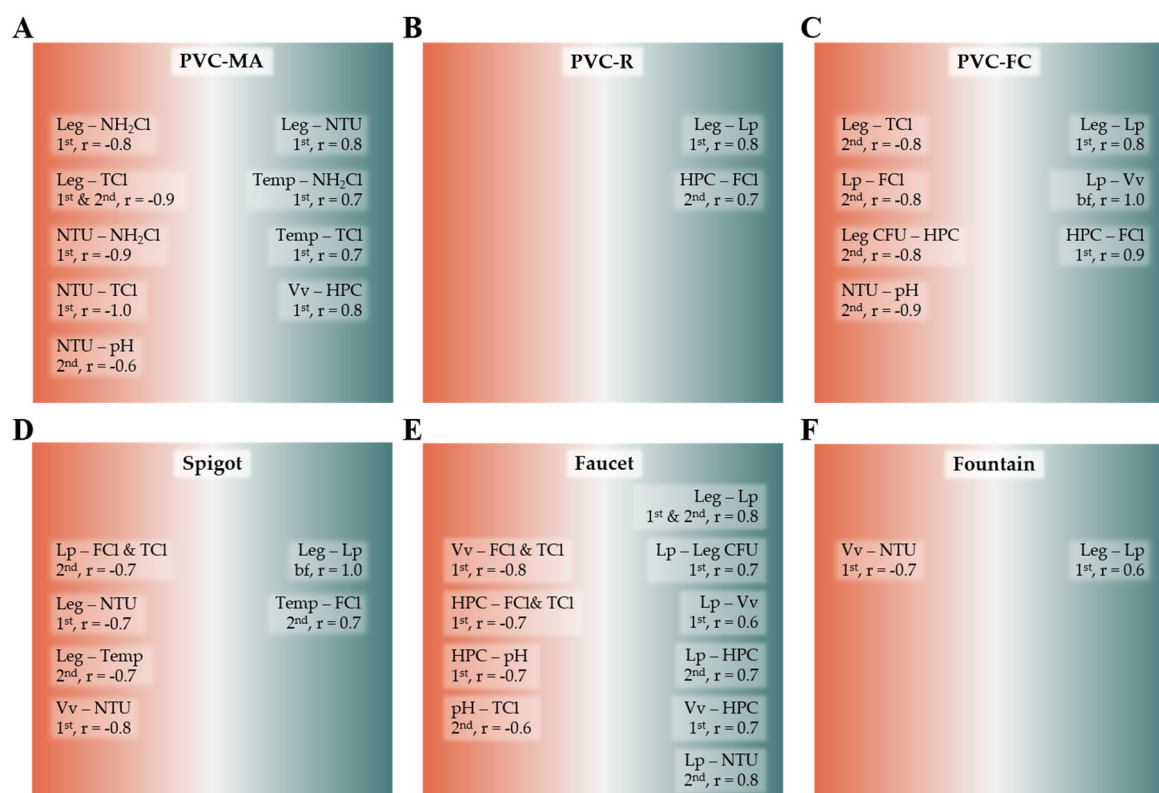 A
PVC-MA
Leg – NH₂Cl
1st, r = -0.8
Leg – TCl
1st & 2nd, r = -0.9
NTU – NH₂Cl
1st, r = -0.9
NTU – TCl
1st, r = -1.0
NTU – pH
2nd, r = -0.6
Leg – NTU
1st, r = 0.8
Temp – NH₂Cl
1st, r = 0.7
Temp – TCl
1st, r = 0.7
Vv – HPC
1st, r = 0.8
B
PVC-R
Leg – Lp
1st, r = 0.8
HPC – FCl
2nd, r = 0.7
C
PVC-FC
Leg – TCl
2nd, r = -0.8
Lp – FCl
2nd, r = -0.8
Leg CFU – HPC
2nd, r = -0.8
NTU – pH
2nd, r = -0.9
Leg – Lp
1st, r = 0.8
Lp – Vv
bf, r = 1.0
HPC – FCl
1st, r = 0.9
D
Spigot
Lp – FCl & TCl
2nd, r = -0.7
Leg – NTU
1st, r = -0.7
Leg – Temp
2nd, r = -0.7
Vv – NTU
1st, r = -0.8
Leg – Lp
bf, r = 1.0
Temp – FCl
2nd, r = 0.7
E
Faucet
Vv – FCl & TCl
1st, r = -0.8
HPC – FCl& TCl
1st, r = -0.7
HPC – pH
1st, r = -0.7
pH – TCl
2nd, r = -0.6
Leg – Lp
1st & 2nd, r = 0.8
Lp – Leg CFU
1st, r = 0.7
Lp – Vv
1st, r = 0.6
Lp – HPC
2nd, r = 0.7
Vv – HPC
1st, r = 0.7
Lp – NTU
2nd, r = 0.8
F
Fountain
Vv – NTU
1st, r = -0.7
Leg – Lp
1st, r = 0.6